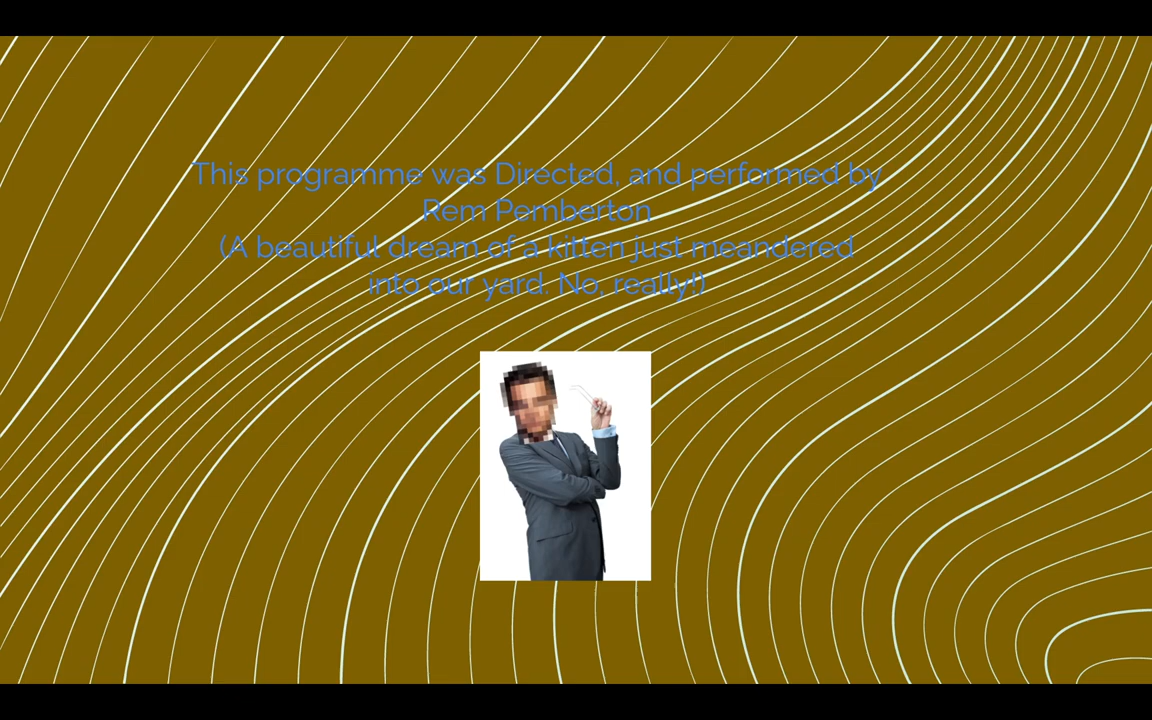 This programme was Directed, and performed by
Rem Pemberton
(A beautiful dream of a kitten just meandered
into our yard. No, really!)